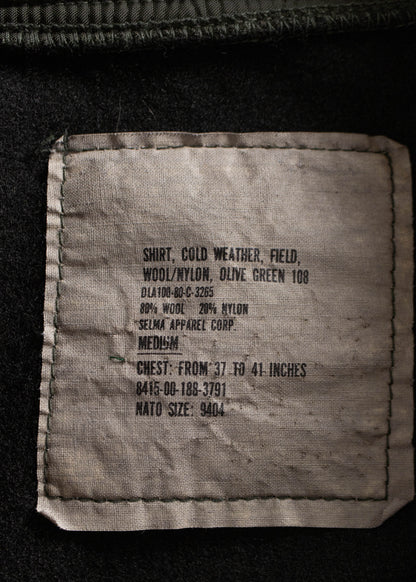 SHIRT, COLD WEATHER, FIELD,
WOOL/NYLON, OLIVE GREEN 108
DLA100-80-C-3265
80% WOOL 20% NYLON
SELMA APPAREL CORP
MEDIUM
CHEST: FROM 37 TO 41 INCHES
8415-00-188-3791
NATO SIZE: 9404